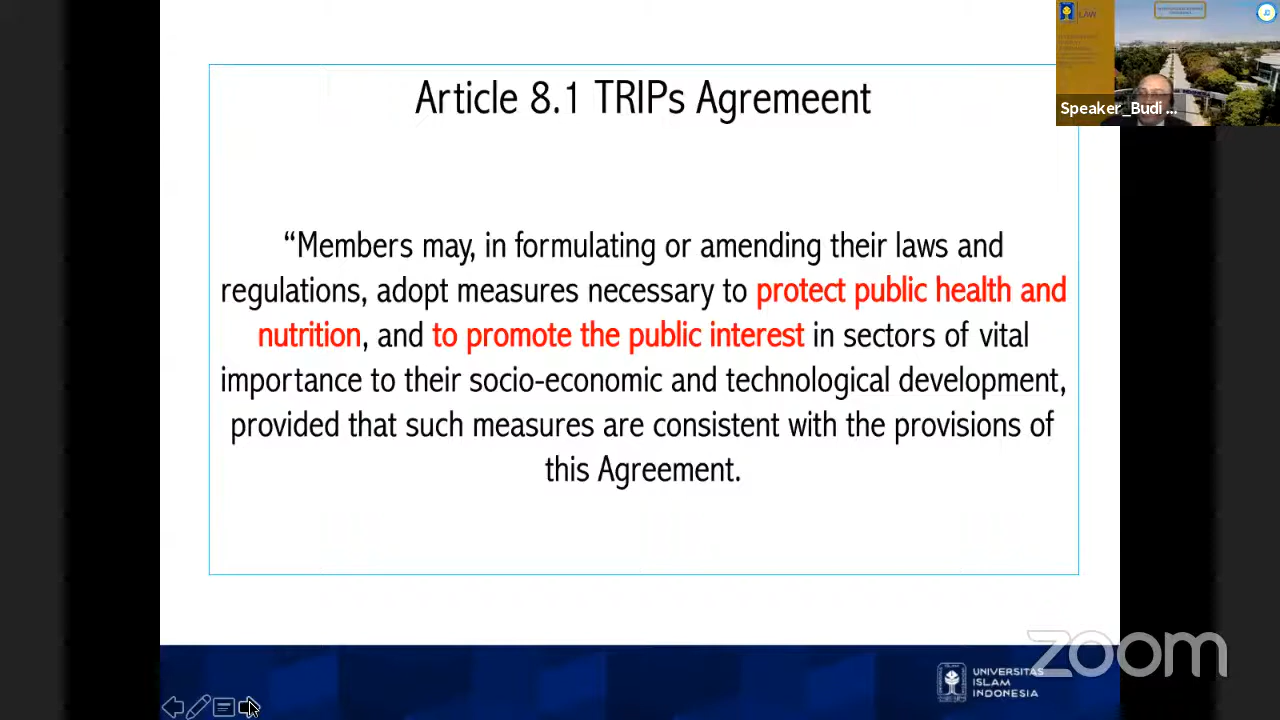 Article 8.1 TRIPs Agremeent
“Members may, in formulating or amending their laws and
regulations, adopt measures necessary to protect public health and
nutrition, and to promote the public interest in sectors of vital
importance to their socio-economic and technological development,
provided that such measures are consistent with the provisions of
this Agreement.
LAW
Speaker_Budi ...
zoom
UNIVERSITAS
ISLAM
INDONESIA